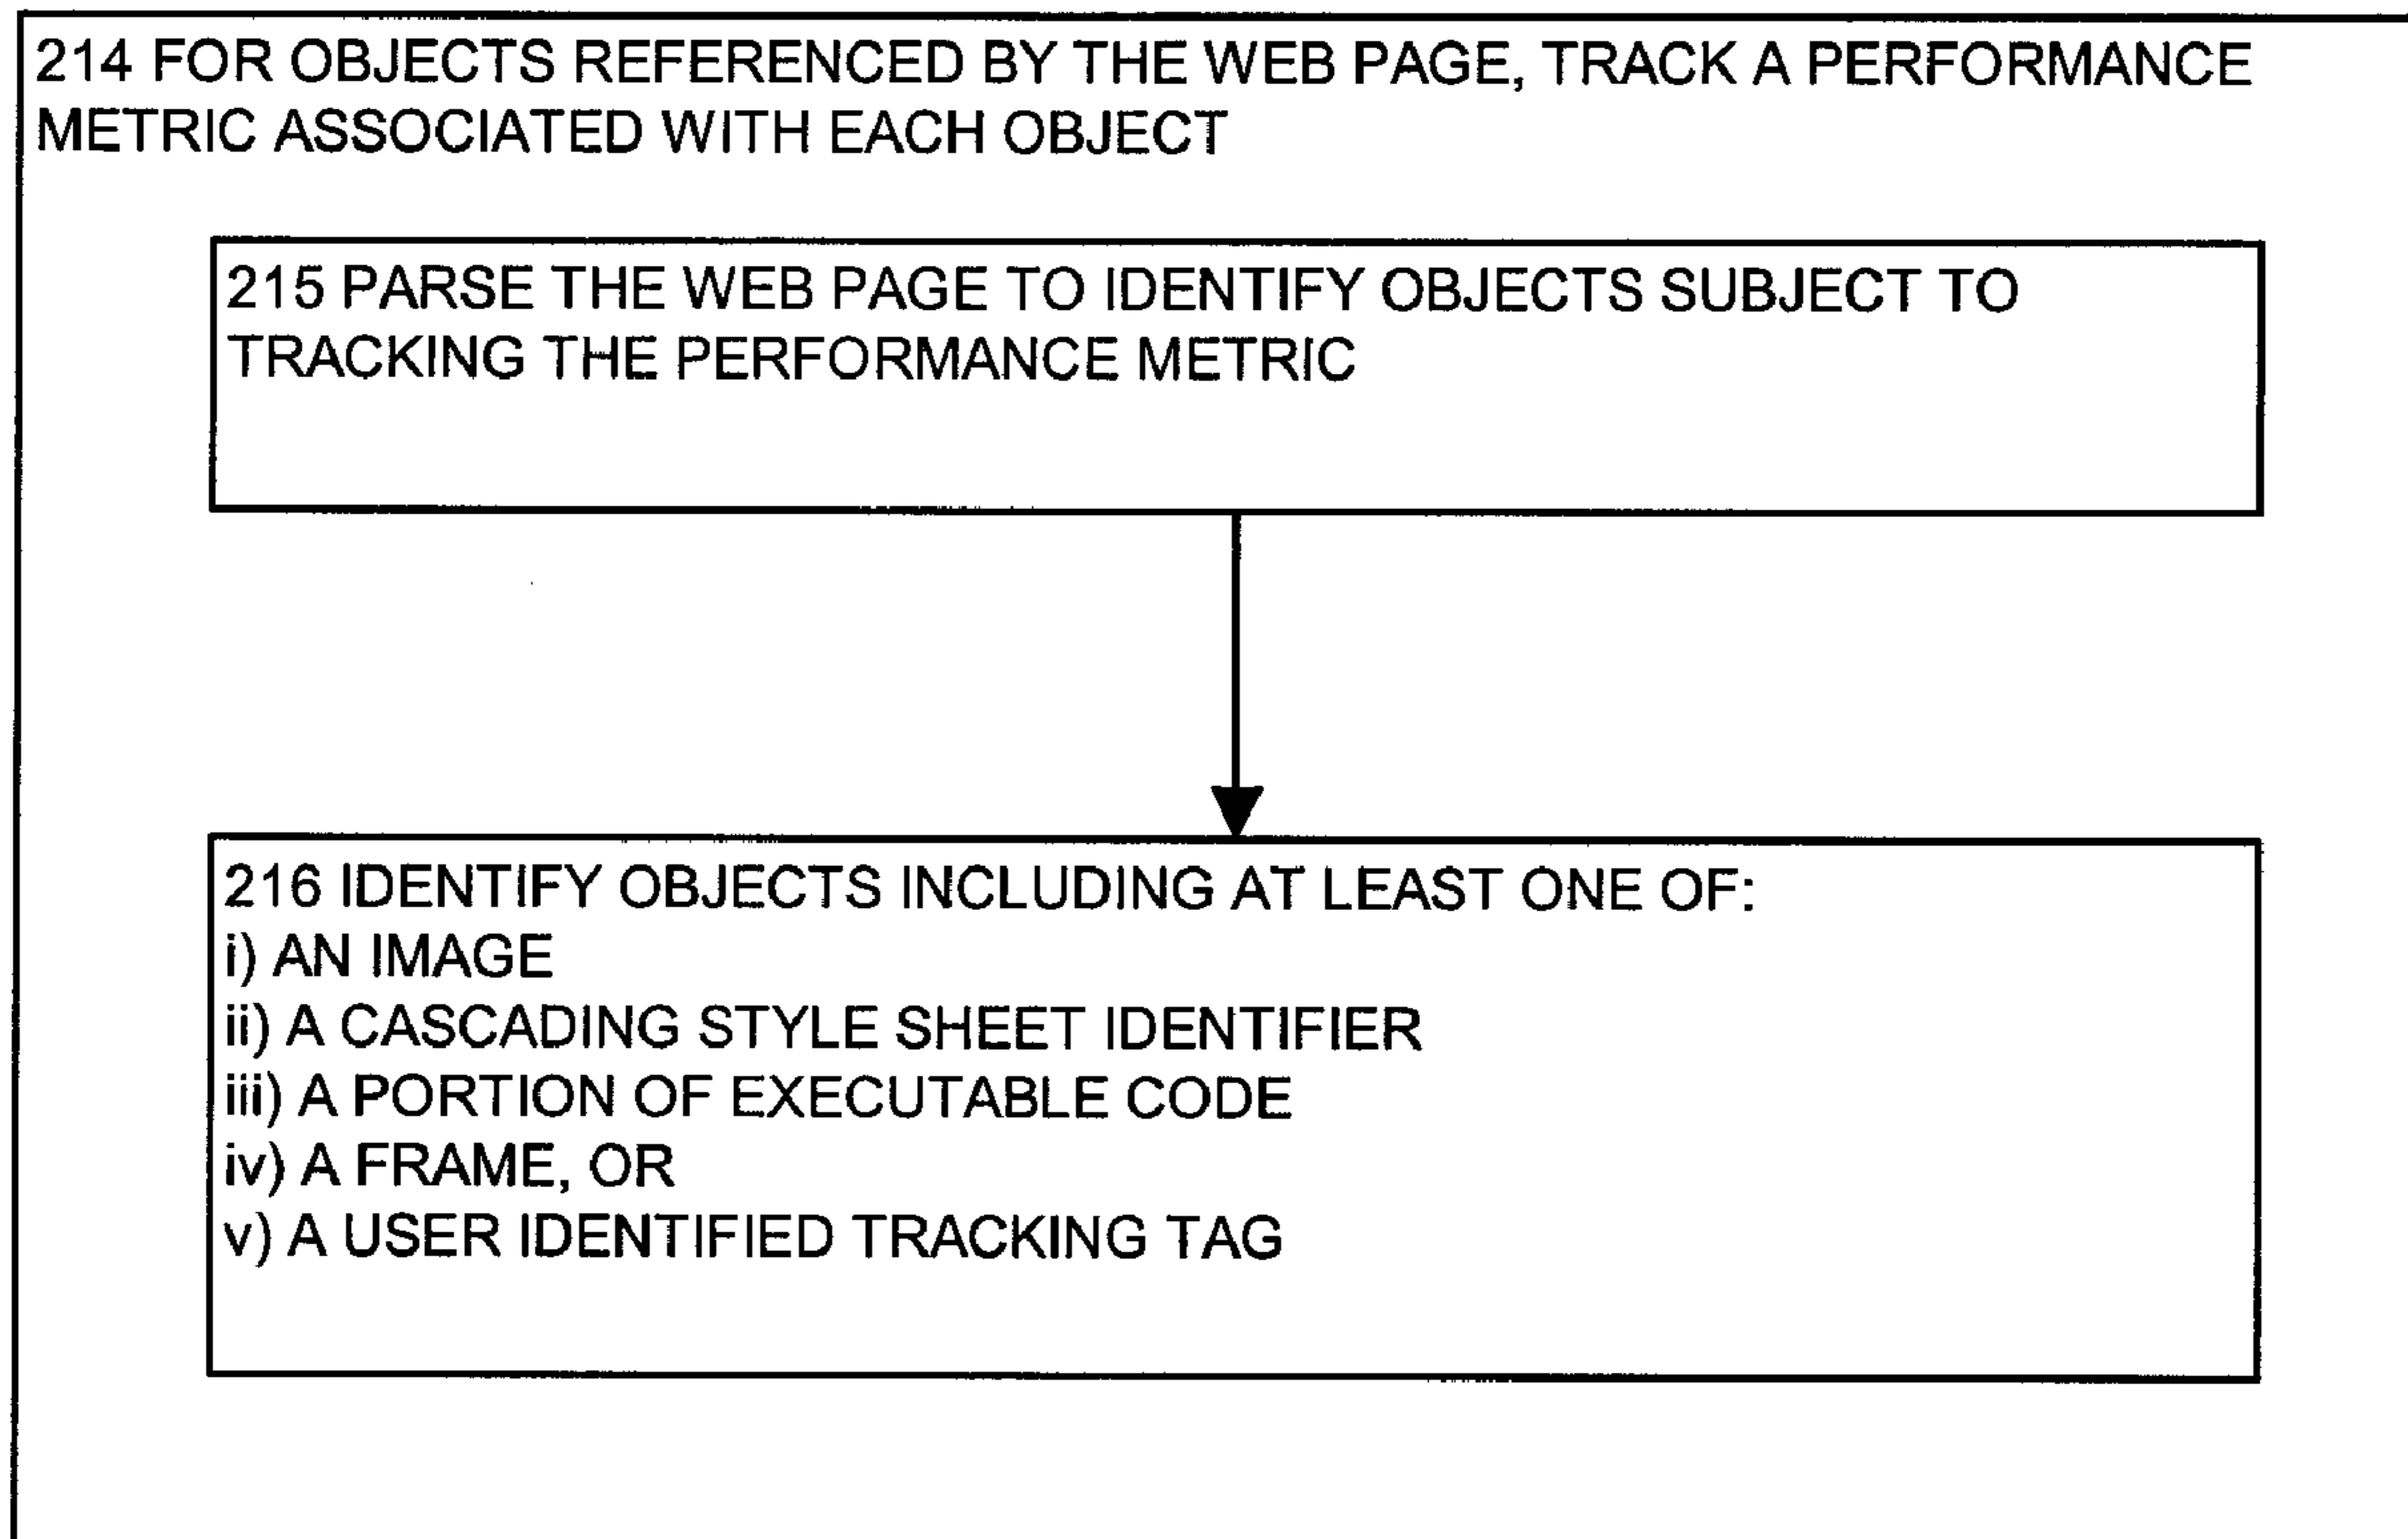 214 FOR OBJECTS REFERENCED BY THE WEB PAGE, TRACK A PERFORMANCE
METRIC ASSOCIATED WITH EACH OBJECT
215 PARSE THE WEB PAGE TO IDENTIFY OBJECTS SUBJECT TO
TRACKING THE PERFORMANCE METRIC
216 IDENTIFY OBJECTS INCLUDING AT LEAST ONE OF:
i) AN IMAGE
ii) A CASCADING STYLE SHEET IDENTIFIER
iii) A PORTION OF EXECUTABLE CODE
iv) A FRAME, OR
v) A USER IDENTIFIED TRACKING TAG